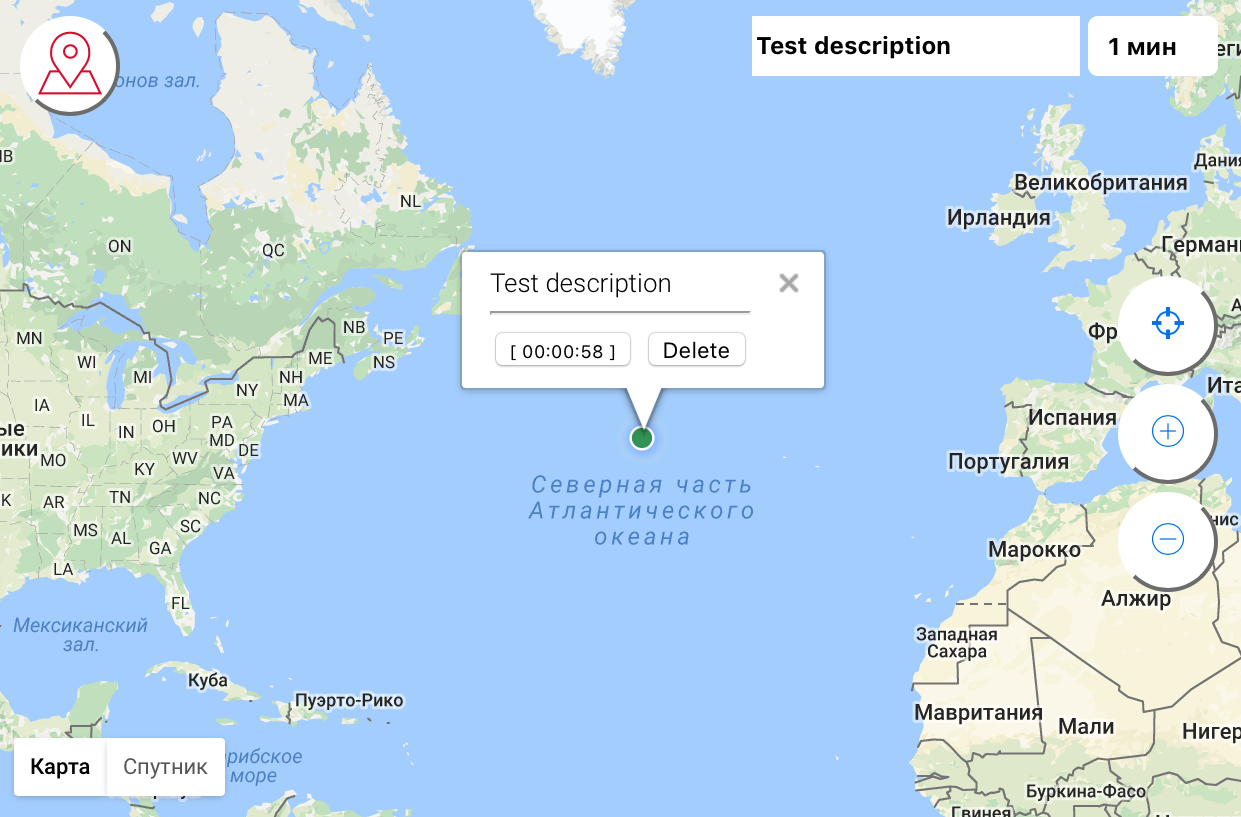 Test description
1 мин
онов зал.
Дания
Великобритания
NL
Ирландия
ON
QC
Германи
Test description
[ 00:00:58 ]
Delete
NB
PE
MN
ME
NS
WI
MI
NH
NY
MA
Фр
Ита
IA
IL
IN
OH
PA
MD
DE
ые
ики
MO
KY
WV
VA
Испания
Португалия
AR
TN
NC
Северная часть
Атлантического
океана
MS
AL
SC
GA
нис
Марокко
LA
FL
Алжир
Мексиканский
зал.
Западная
Сахара
Куба
Пуэрто-Рико
Мавритания
Мали
Нигер
Карта
Спутник
рибское
море
Буркина-Фасо
Гвинея